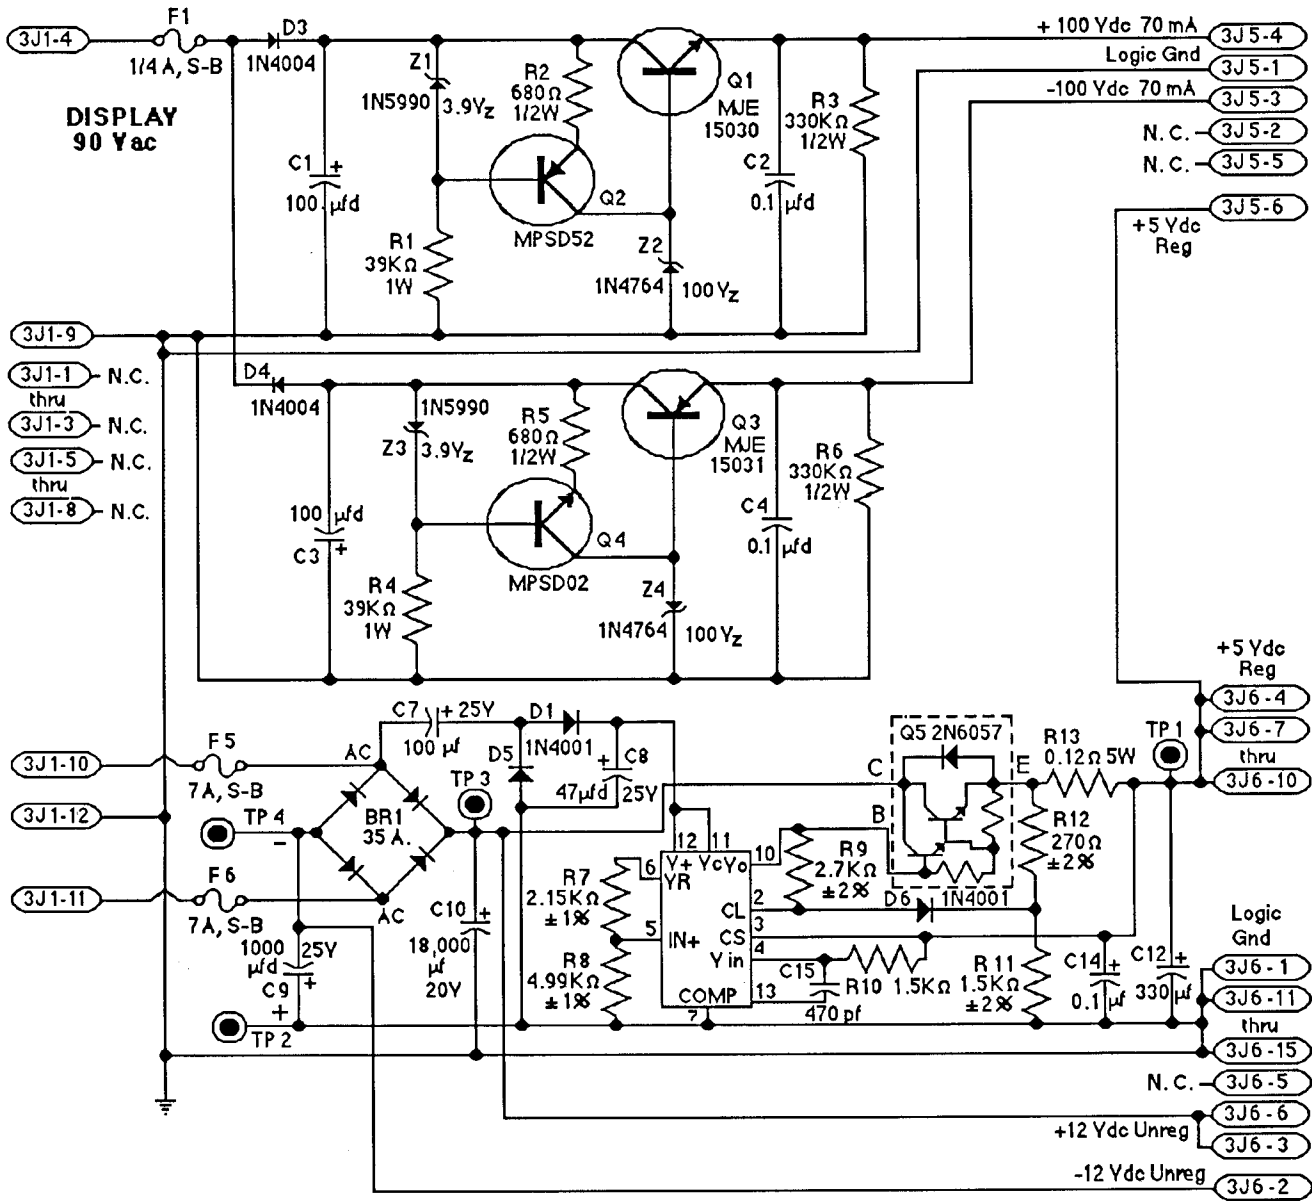 3J1-4
F1
1/4 A, S-B
D3
1N4004
DISPLAY
90 Vac
Z1
1N5990
3.9Vz
R2
680Ω
1/2W
Q1
MJE
15030
R3
330KΩ
1/2W
+ 100 Vdc 70 mA
3J5-4
Logic Gnd
3J5-1
-100 Vdc 70 mA
3J5-3
N.C.
3J5-2
N.C.
3J5-5
3J5-6
+5 Vdc
Reg
C1
+
100 µfd
Q2
MPSD52
C2
0.1 µfd
R1
39KΩ
1W
Z2
1N4764
100Vz
3J1-9
3J1-1
N.C.
thru
3J1-3
N.C.
3J1-5
N.C.
thru
3J1-8
N.C.
D4
1N4004
1N5990
Z3
3.9Vz
R5
680Ω
1/2W
Q3
MJE
15031
R6
330KΩ
1/2W
100 µfd
C3
+
Q4
MPSD02
C4
0.1 µfd
R4
39KΩ
1W
Z4
1N4764
100Vz
+5 Vdc
Reg
3J6-4
3J6-7
thru
3J6-10
C7
+ 25V
100 µf
D1
1N4001
D5
C8
+
47µfd
25V
Q5 2N6057
C
E
B
R13
0.12Ω 5W
TP1
3J1-10
F5
7A, S-B
AC
TP3
3J1-12
TP4
-
BR1
35 A.
3J1-11
F6
7A, S-B
AC
R12
270Ω
±2%
12
11
10
V+
Vc
Vo
6
VR
R7
2.15KΩ
±1%
R9
2.7KΩ
±2%
2
CL
D6
1N4001
3
CS
5
IN+
4
V in
R8
4.99KΩ
±1%
C10
+
18,000
µf
20V
1000
µfd
25V
C9
+
+
TP2
COMP
13
7
C15
470 pf
R10
1.5KΩ
R11
1.5KΩ
±2%
C14
+
0.1
µf
C12
+
330
µf
Logic
Gnd
3J6-1
3J6-11
thru
3J6-15
N.C.
3J6-5
3J6-6
+12 Vdc Unreg
3J6-3
-12 Vdc Unreg
3J6-2